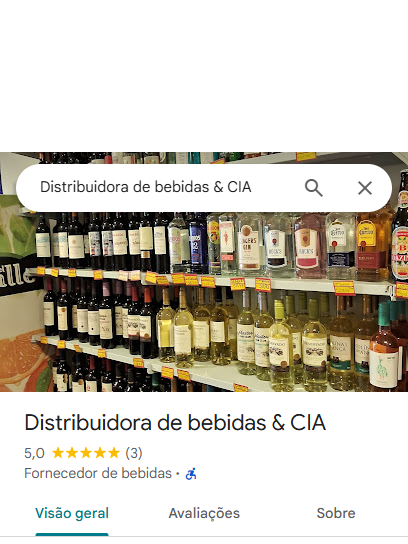 Distribuidora de bebidas & CIA
Distribuidora de bebidas & CIA
5,0 ★★★★★ (3)
Fornecedor de bebidas ·
Visão geral
Avaliações
Sobre